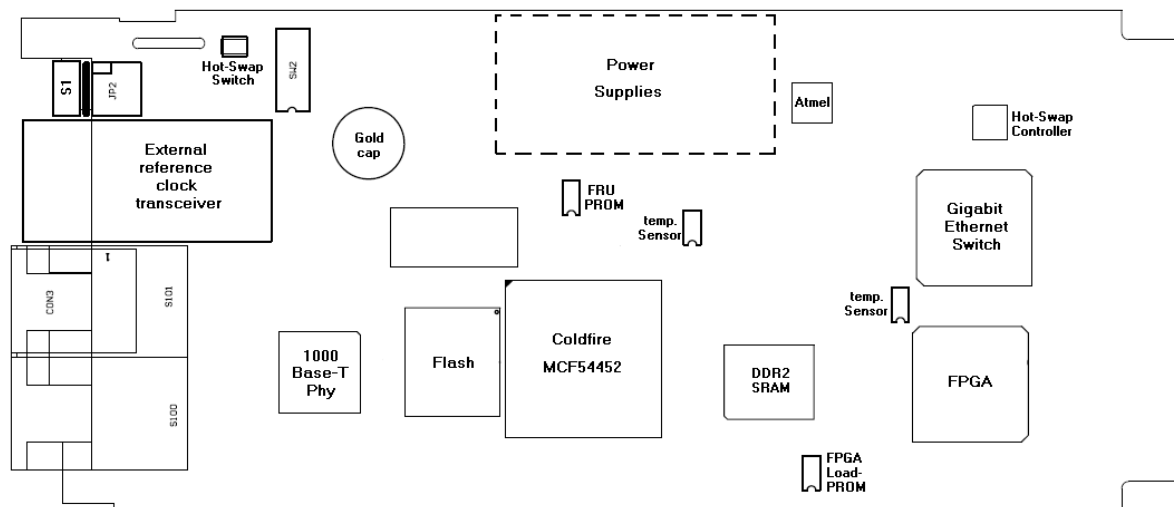 Hot-Swap
Switch
SW2
S1
JP2
Power
Supplies
Atmel
Hot-Swap
Controller
Gold
cap
External
reference
clock
transceiver
FRU
PROM
temp.
Sensor
Gigabit
Ethernet
Switch
1
CON3
S101
temp.
Sensor
1000
Base-T
Phy
Flash
Coldfire
MCF54452
DDR2
SRAM
FPGA
S100
FPGA
Load-
PROM